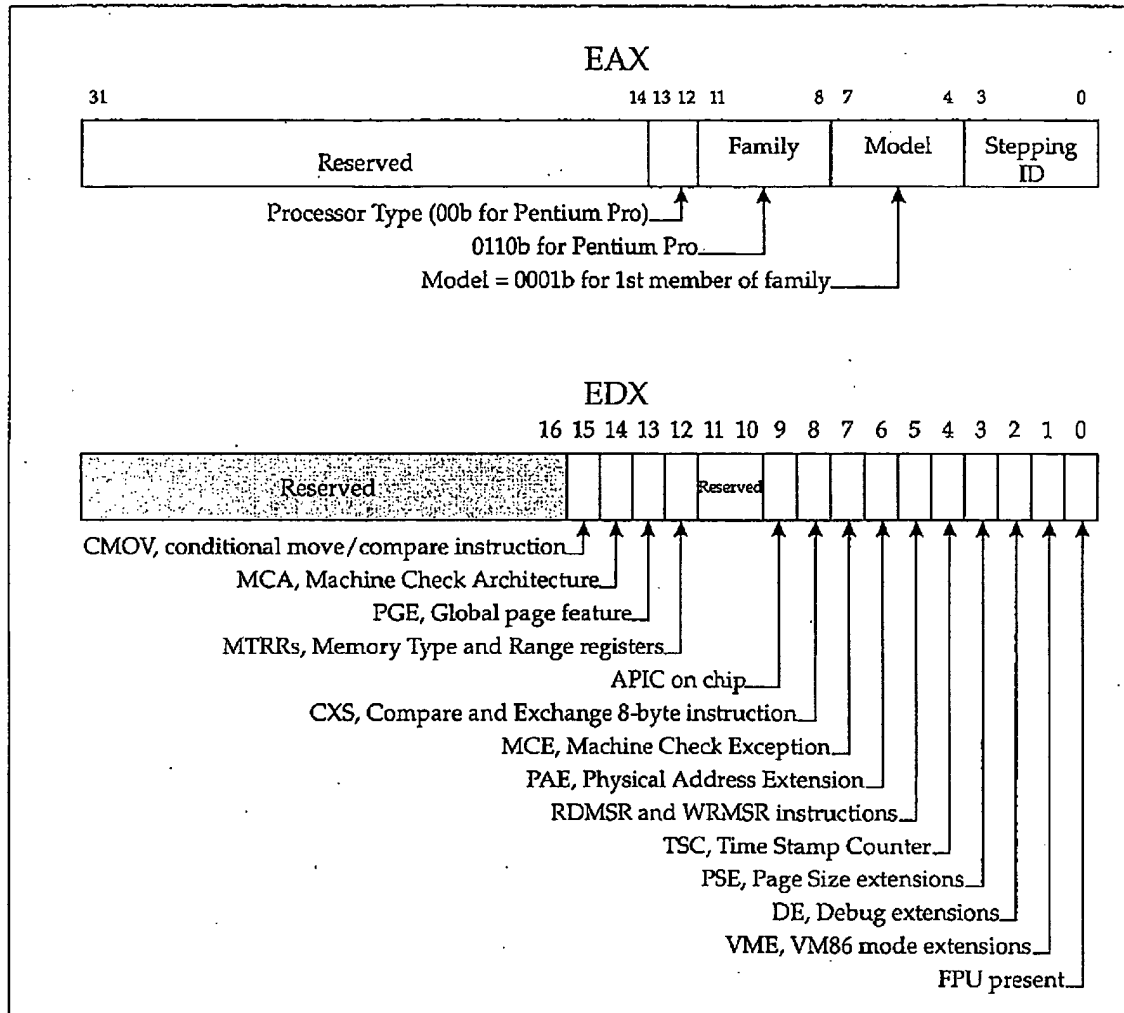 EAX
31 14 13 12 11 8 7 4 3 0
Reserved Family Model Stepping ID
Processor Type (00b for Pentium Pro)
0110b for Pentium Pro
Model = 0001b for 1st member of family
EDX
16 15 14 13 12 11 10 9 8 7 6 5 4 3 2 1 0
Reserved Reserved
CMOV, conditional move/compare instruction
MCA, Machine Check Architecture
PGE, Global page feature
MTRRs, Memory Type and Range registers
APIC on chip
CXS, Compare and Exchange 8-byte instruction
MCE, Machine Check Exception
PAE, Physical Address Extension
RDMSR and WRMSR instructions
TSC, Time Stamp Counter
PSE, Page Size extensions
DE, Debug extensions
VME, VM86 mode extensions
FPU present